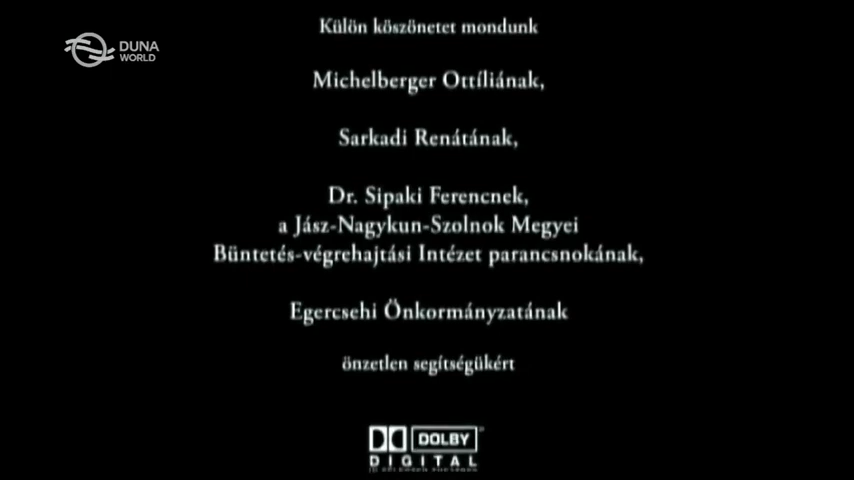 DUNA
WORLD
Külön köszönetet mondunk
Michelberger Ottíliának,
Sarkadi Renátának,
Dr. Sipaki Ferencnek,
a Jász-Nagykun-Szolnok Megyei
Büntetés-végrehajtási Intézet parancsnokának,
Egercsehi Önkormányzatának
önzetlen segítségükért
DOLBY
DIGITAL